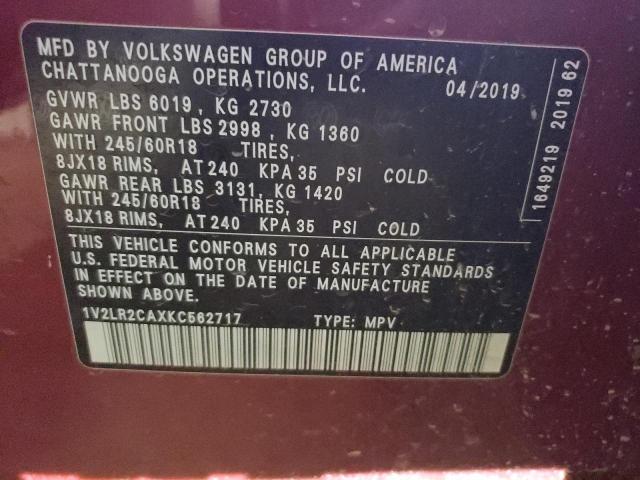 MFD BY VOLKSWAGEN GROUP OF AMERICA
CHATTANOOGA OPERATIONS, LLC. 04/2019
GVWR LBS 6019 , KG 2730
GAWR FRONT LBS 2998 , KG 1360
WITH 245/60R18 TIRES,
8JX18 RIMS, AT 240 KPA 35 PSI COLD
GAWR REAR LBS 3131, KG 1420
WITH 245/60R18 TIRES,
8JX18 RIMS, AT 240 KPA 35 PSI COLD
THIS VEHICLE CONFORMS TO ALL APPLICABLE
U.S. FEDERAL MOTOR VEHICLE SAFETY STANDARDS
IN EFFECT ON THE DATE OF MANUFACTURE
SHOWN ABOVE.
1V2LR2CAXKC562717 TYPE: MPV
1649219 2019 62